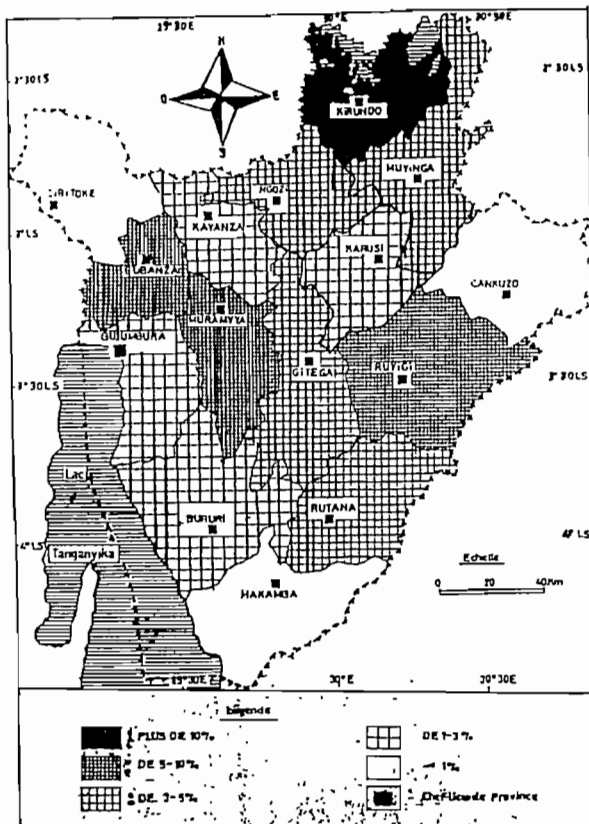 29°30E
30°E
30°30E
N
O
E
S
2°30LS
2°30LS
KIRUNDO
MUYINGA
CIBITOKE
NGOZI
KAYANZA
3°LS
KARUSI
BUBANZA
CANKUZO
MURAMVYA
BUJUMBURA
GITEGA
RUYIGI
3°30LS
3°30LS
Lac
RUTANA
BURURI
4°LS
4°LS
Tanganyika
Echelle
MAKAMBA
0 20 40Km
29°30E
30°E
30°30E
Légende
PLUS DE 10%
DE 1-3%
DE 5-10%
< 1%
DE 3-5%
Chef-lieu de province